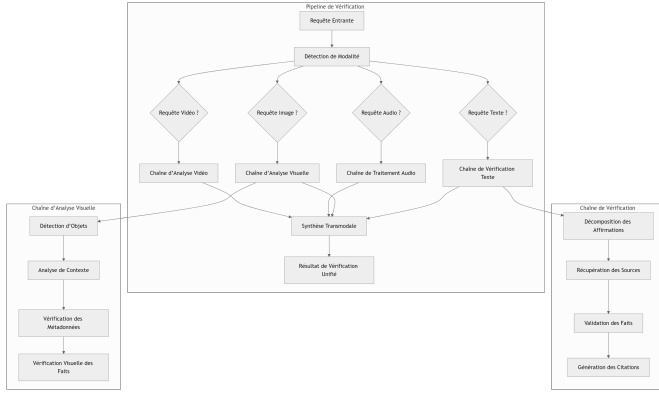 Pipeline de Vérification
Requête Entrante
Détection de Modalité
Requête Vidéo ?
Requête Image ?
Requête Audio ?
Requête Texte ?
Chaîne d'Analyse Vidéo
Chaîne d'Analyse Visuelle
Chaîne de Traitement Audio
Chaîne de Vérification
Texte
Synthèse Transmodale
Résultat de Vérification
Unifié
Chaîne d'Analyse Visuelle
Détection d'Objets
Analyse de Contexte
Vérification des
Métadonnées
Vérification Visuelle des
Faits
Chaîne de Vérification
Décomposition des
Affirmations
Récupération des Sources
Validation des Faits
Génération des Citations